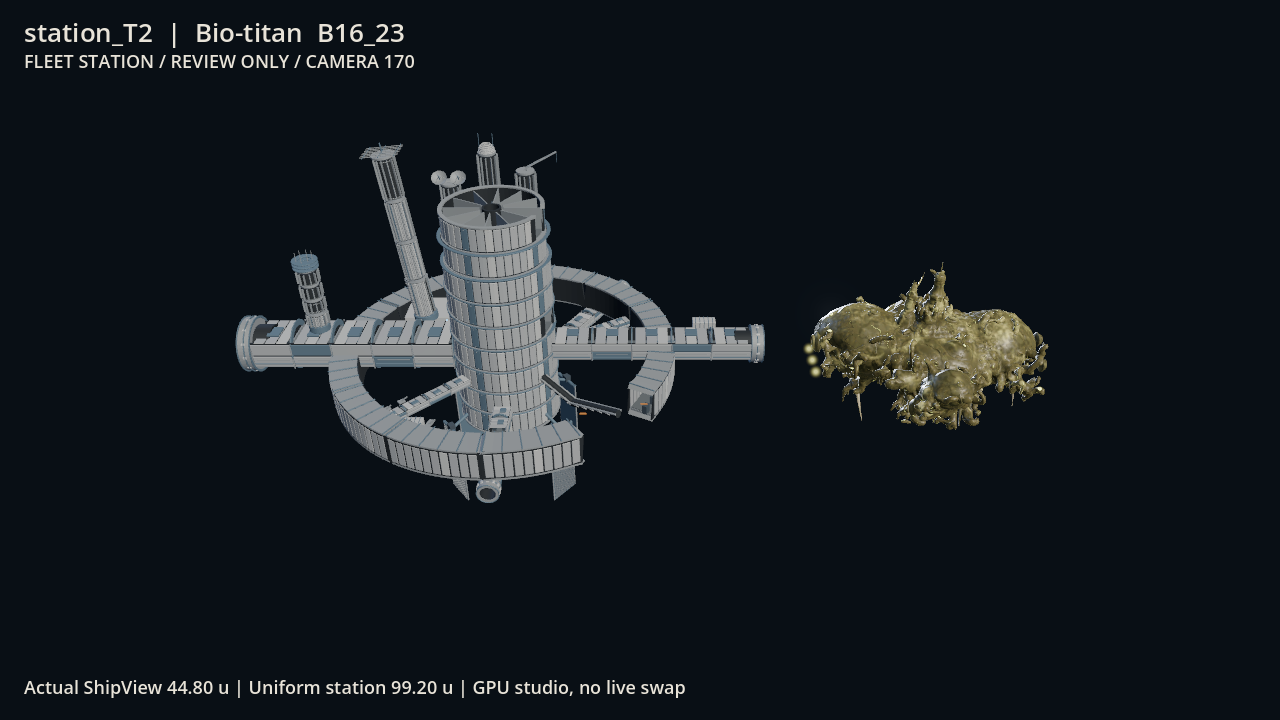 station_T2 | Bio-titan B16_23
FLEET STATION / REVIEW ONLY / CAMERA 170
Actual ShipView 44.80 u | Uniform station 99.20 u | GPU studio, no live swap